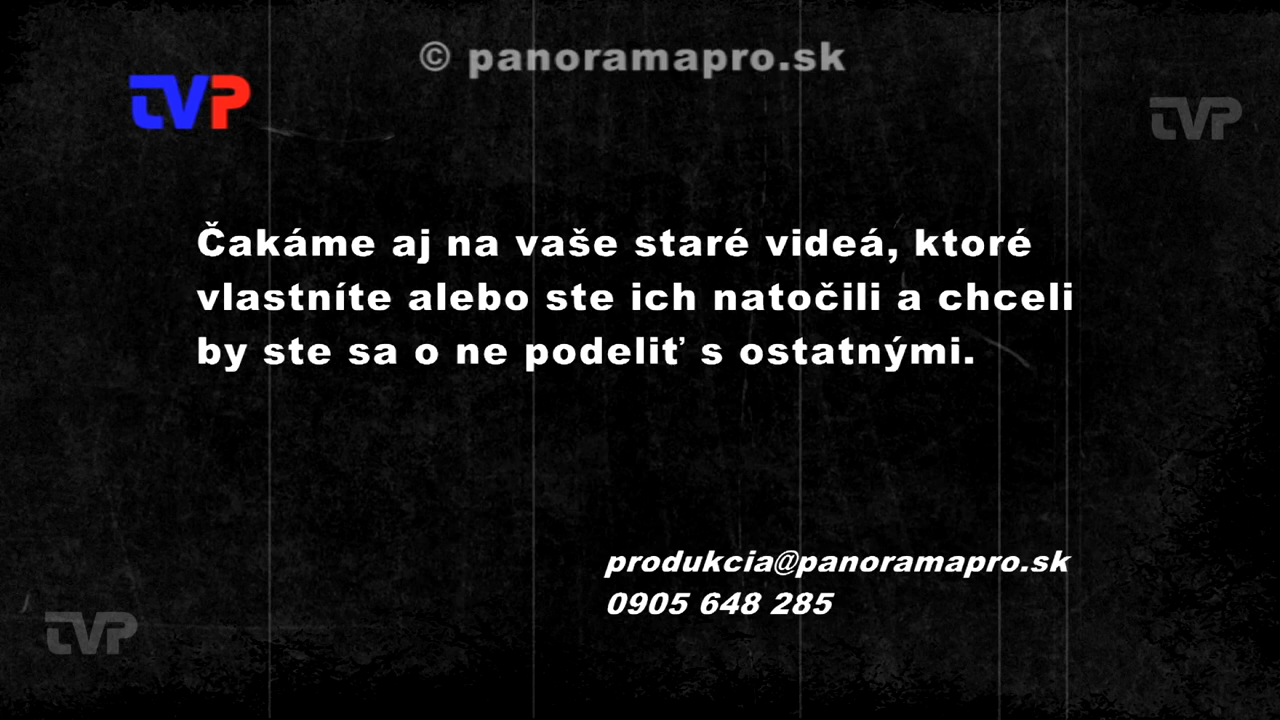 © panoramapro.sk
TVP
TVP
Čakáme aj na vaše staré videá, ktoré
vlastníte alebo ste ich natočili a chceli
by ste sa o ne podeliť s ostatnými.
produkcia@panoramapro.sk
0905 648 285
TVP